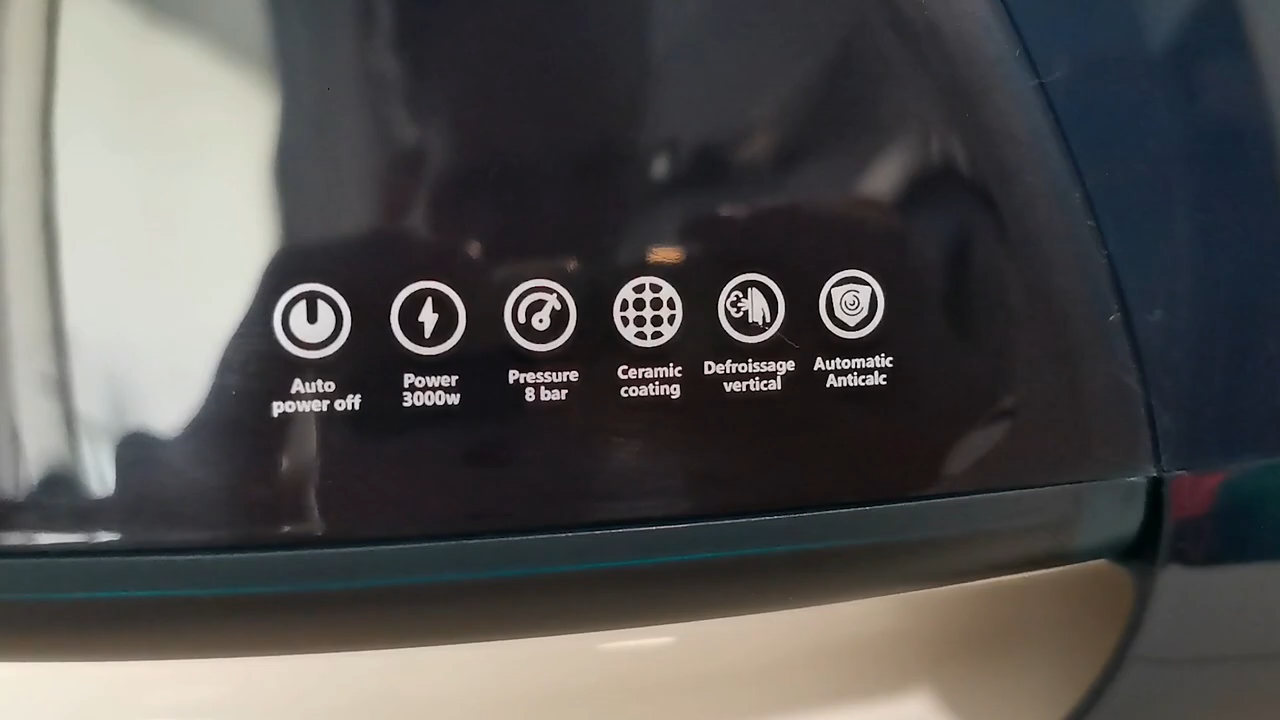 Auto
power off
Power
3000w
Pressure
8 bar
Ceramic
coating
Defroissage
vertical
Automatic
Anticalc